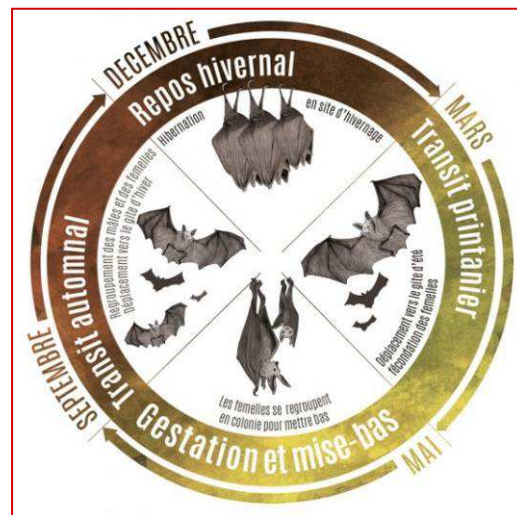 DECEMBRE
Repos hivernal
Hibernation
en site d'hivernage
MARS
Transit printanier
Déplacement vers le gite d'été
fécondation des femelles
MAI
Gestation et mise-bas
Les femelles se regroupent
en colonie pour mettre bas
SEPTEMBRE
Transit automnal
Regroupement des mâles et des femelles
Déplacement vers le gite d'hiver